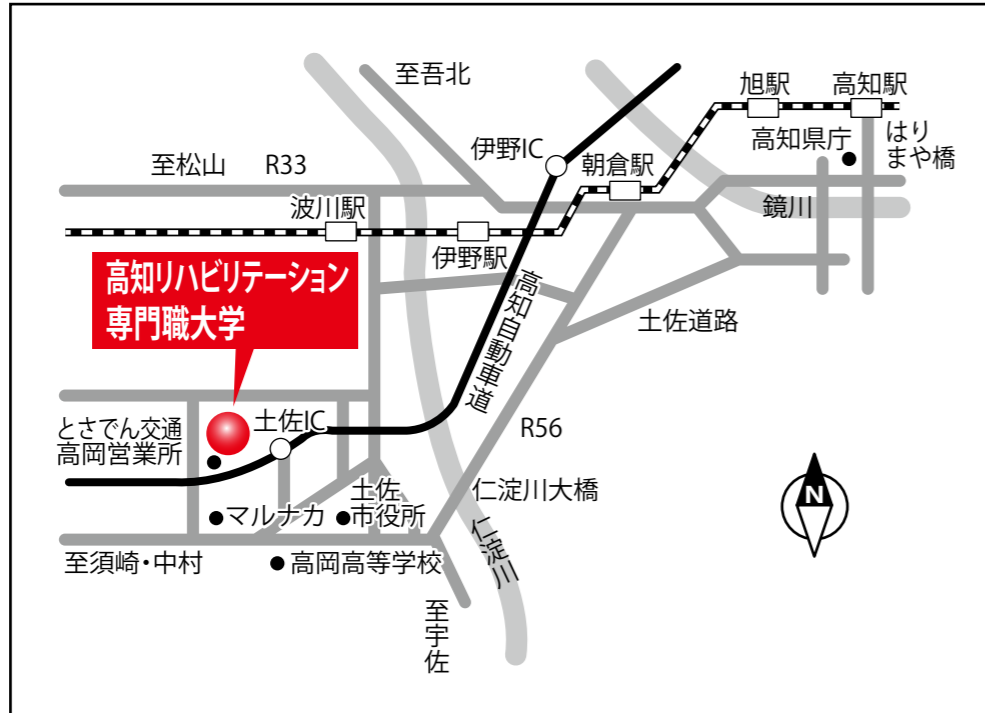 至吾北
旭駅
高知駅
高知県庁
はり
まや橋
伊野IC
朝倉駅
至松山 R33
波川駅
鏡川
伊野駅
高知リハビリテーション
専門職大学
高知自動車道
土佐道路
とさでん交通
高岡営業所
土佐IC
R56
土佐
市役所
マルナカ
仁淀川大橋
仁淀川
N
至須崎・中村
高岡高等学校
至宇佐